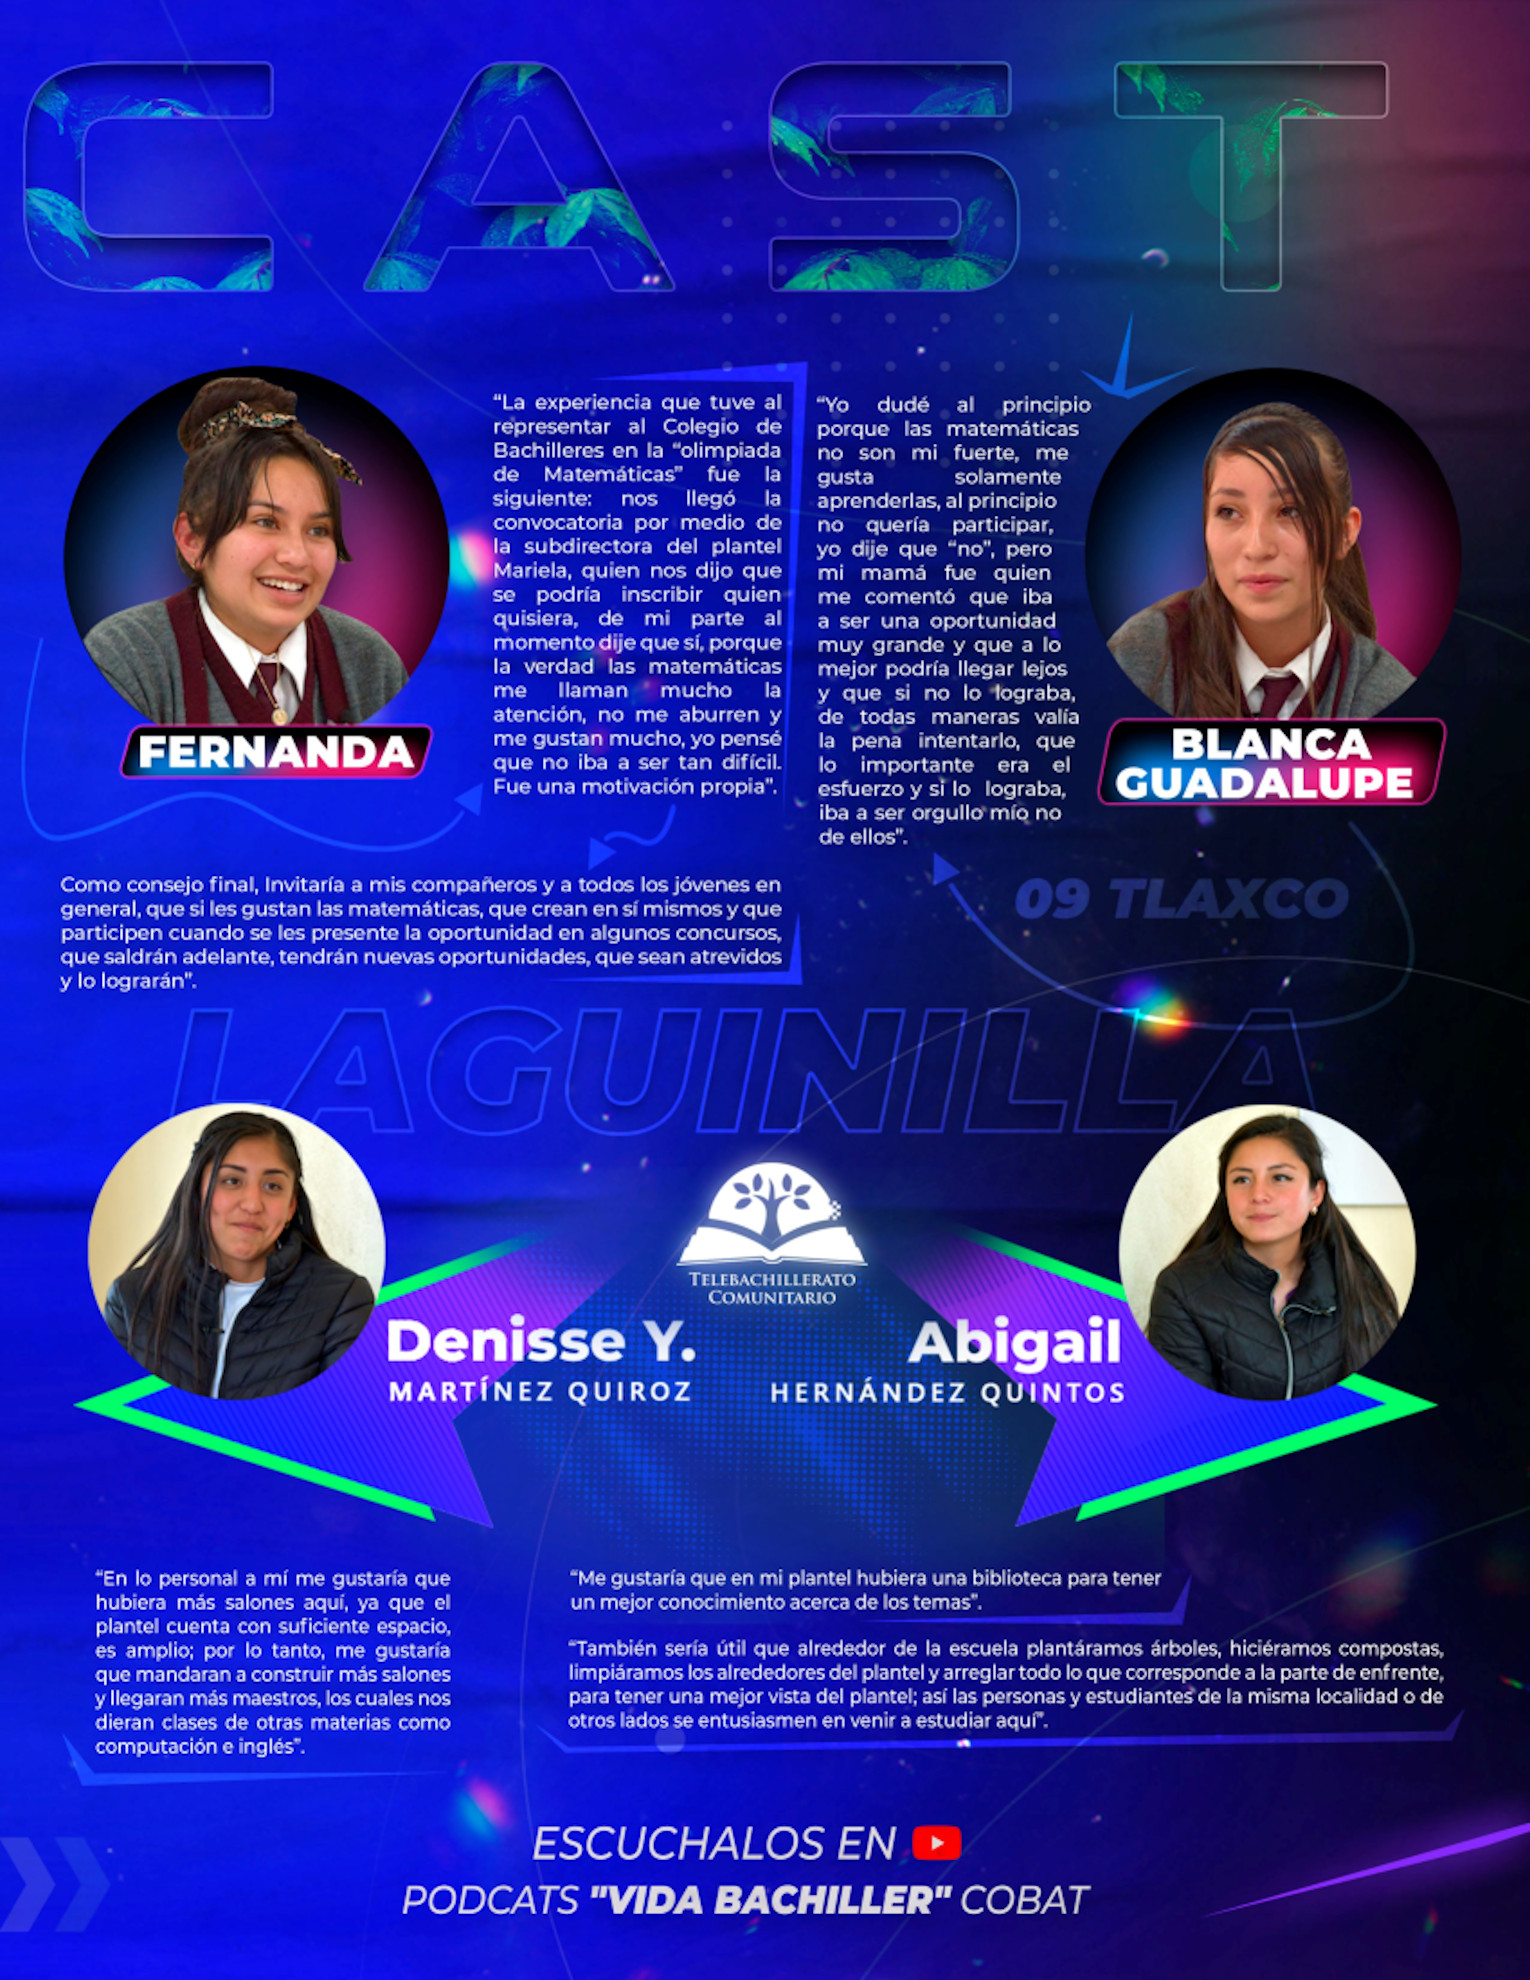 CAST
“La experiencia que tuve al
representar al Colegio de
Bachilleres en la “olimpiada
de Matemáticas” fue la
siguiente: nos llegó la
convocatoria por medio de
la subdirectora del plantel
Mariela, quien nos dijo que
se podría inscribir quien
quisiera, de mi parte al
momento dije que sí, porque
la verdad las matemáticas
me llaman mucho la
atención, no me aburren y
me gustan mucho, yo pensé
que no iba a ser tan difícil.
Fue una motivación propia”.
FERNANDA
Como consejo final, Invitaría a mis compañeros y a todos los jóvenes en
general, que si les gustan las matemáticas, que crean en sí mismos y que
participen cuando se les presente la oportunidad en algunos concursos,
que saldrán adelante, tendrán nuevas oportunidades, que sean atrevidos
y lo lograrán”.
“Yo dudé al principio
porque las matemáticas
no son mi fuerte, me
gusta solamente
aprenderlas, al principio
no quería participar,
yo dije que “no”, pero
mi mamá fue quien
me comentó que iba
a ser una oportunidad
muy grande y que a lo
mejor podría llegar lejos
y que si no lo lograba,
de todas maneras valía
la pena intentarlo, que
lo importante era el
esfuerzo y si lo lograba,
iba a ser orgullo mío no
de ellos”.
BLANCA
GUADALUPE
09 TLAXCO
LAGUINILLA
TELEBACHILLERATO
COMUNITARIO
Denisse Y.
MARTÍNEZ QUIROZ
Abigail
HERNÁNDEZ QUINTOS
“En lo personal a mí me gustaría que
hubiera más salones aquí, ya que el
plantel cuenta con suficiente espacio,
es amplio; por lo tanto, me gustaría
que mandaran a construir más salones
y llegaran más maestros, los cuales nos
dieran clases de otras materias como
computación e inglés”.
“Me gustaría que en mi plantel hubiera una biblioteca para tener
un mejor conocimiento acerca de los temas”.
“También sería útil que alrededor de la escuela plantáramos árboles, hiciéramos compostas,
limpiáramos los alrededores del plantel y arreglar todo lo que corresponde a la parte de enfrente,
para tener una mejor vista del plantel; así las personas y estudiantes de la misma localidad o de
otros lados se entusiasmen en venir a estudiar aquí”.
ESCUCHALOS EN
PODCATS "VIDA BACHILLER" COBAT